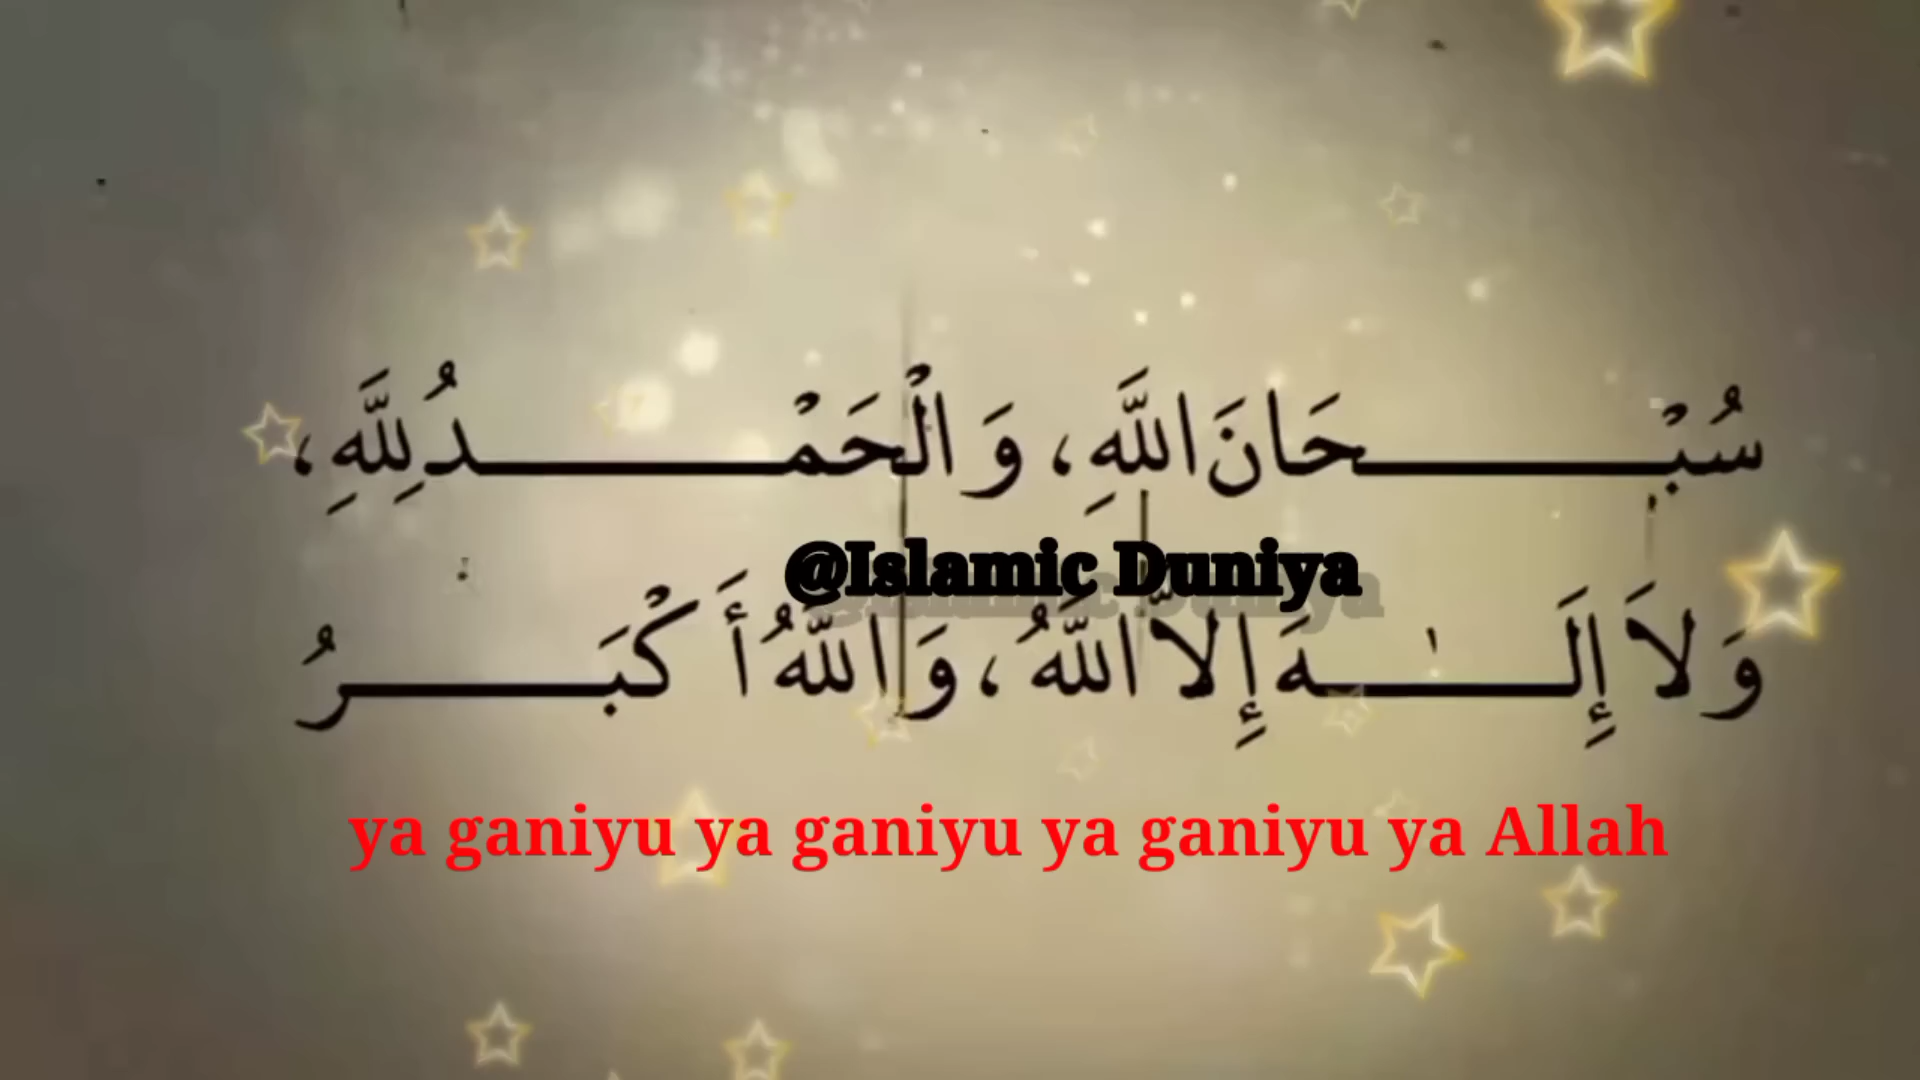 سُبْحَانَ اللَّهِ، وَ الْحَمْدُ لِلَّهِ،
@Islamic Duniya
وَ لاَ إِلَـٰهَ إِلاَّ اللَّهُ، وَ اللَّهُ أَكْبَرُ
ya ganiyu ya ganiyu ya ganiyu ya Allah